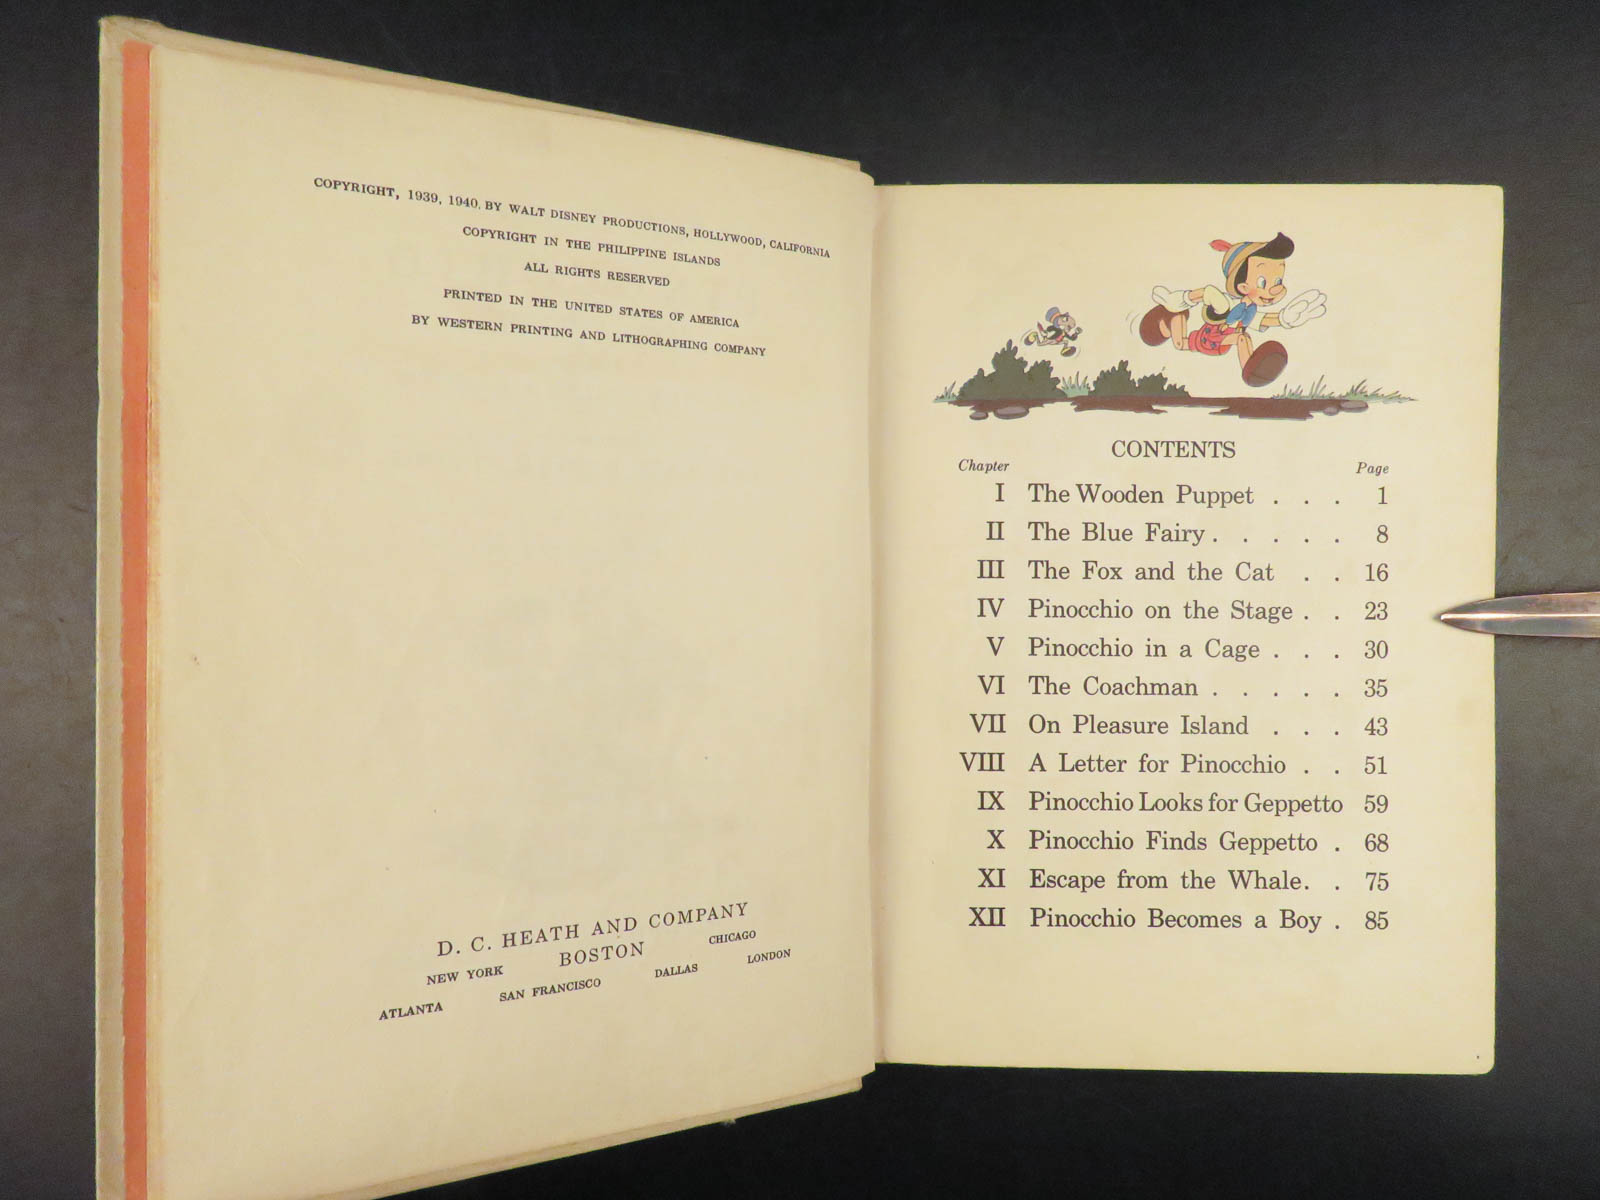 COPYRIGHT, 1939, 1940, BY WALT DISNEY PRODUCTIONS, HOLLYWOOD, CALIFORNIA
COPYRIGHT IN THE PHILIPPINE ISLANDS
ALL RIGHTS RESERVED
PRINTED IN THE UNITED STATES OF AMERICA
BY WESTERN PRINTING AND LITHOGRAPHING COMPANY
D. C. HEATH AND COMPANY
NEW YORK BOSTON CHICAGO
ATLANTA SAN FRANCISCO DALLAS LONDON
CONTENTS
Chapter Page
I The Wooden Puppet . . . 1
II The Blue Fairy . . . . . 8
III The Fox and the Cat . . 16
IV Pinocchio on the Stage . . 23
V Pinocchio in a Cage . . . 30
VI The Coachman . . . . . 35
VII On Pleasure Island . . . 43
VIII A Letter for Pinocchio . . 51
IX Pinocchio Looks for Geppetto 59
X Pinocchio Finds Geppetto . 68
XI Escape from the Whale. . 75
XII Pinocchio Becomes a Boy . 85